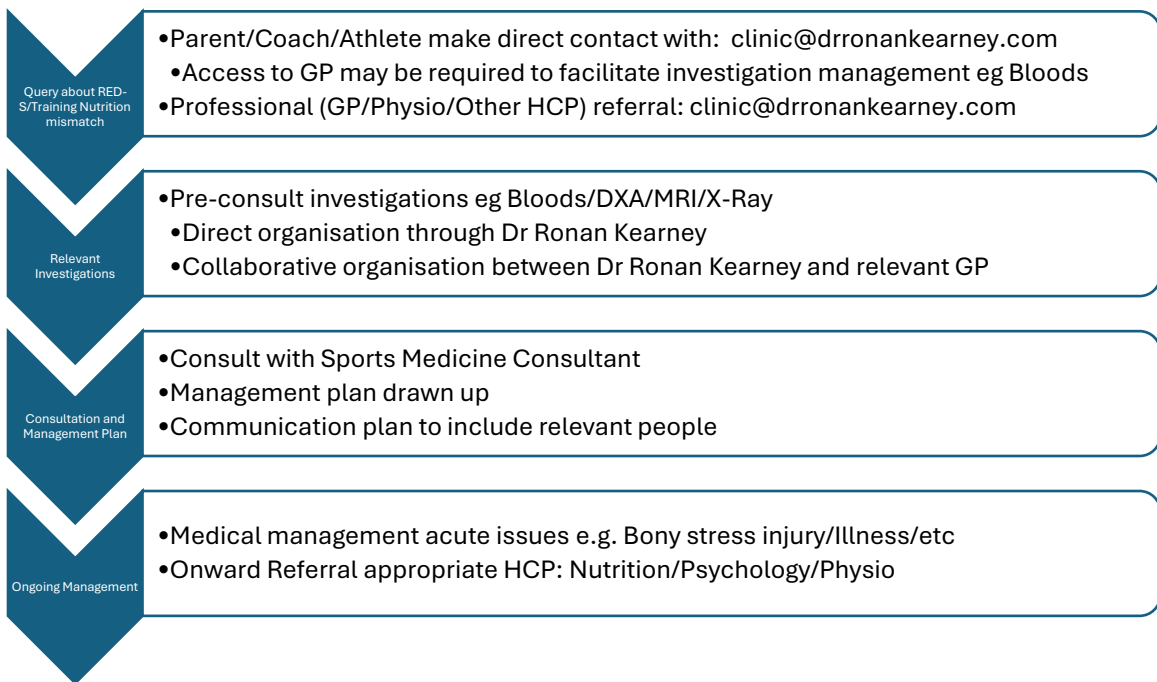 Query about RED-
S/Training Nutrition
mismatch
•Parent/Coach/Athlete make direct contact with: clinic@drronankearney.com
•Access to GP may be required to facilitate investigation management eg Bloods
•Professional (GP/Physio/Other HCP) referral: clinic@drronankearney.com
Relevant
Investigations
•Pre-consult investigations eg Bloods/DXA/MRI/X-Ray
•Direct organisation through Dr Ronan Kearney
•Collaborative organisation between Dr Ronan Kearney and relevant GP
Consultation and
Management Plan
•Consult with Sports Medicine Consultant
•Management plan drawn up
•Communication plan to include relevant people
Ongoing Management
•Medical management acute issues e.g. Bony stress injury/Illness/etc
•Onward Referral appropriate HCP: Nutrition/Psychology/Physio